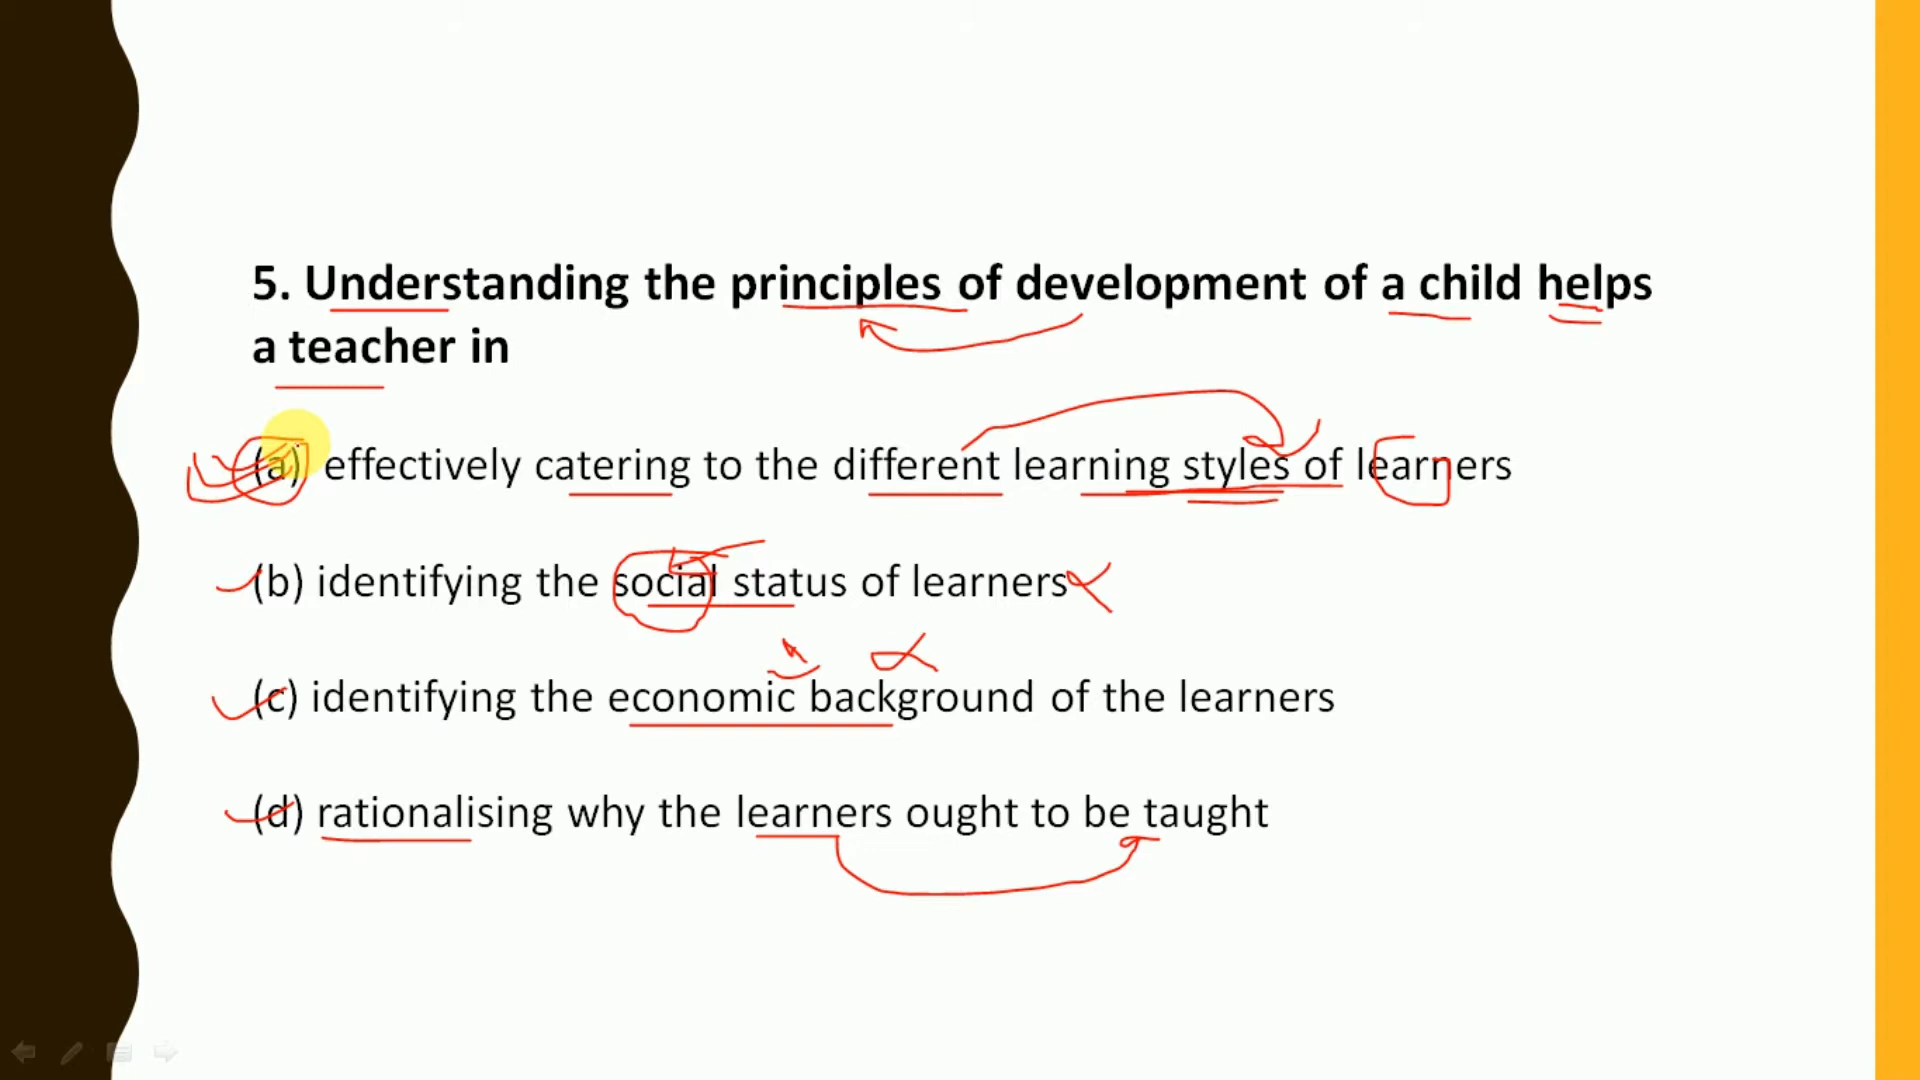 5. Understanding the principles of development of a child helps
a teacher in
(a) effectively catering to the different learning styles of learners
(b) identifying the social status of learners
(c) identifying the economic background of the learners
(d) rationalising why the learners ought to be taught